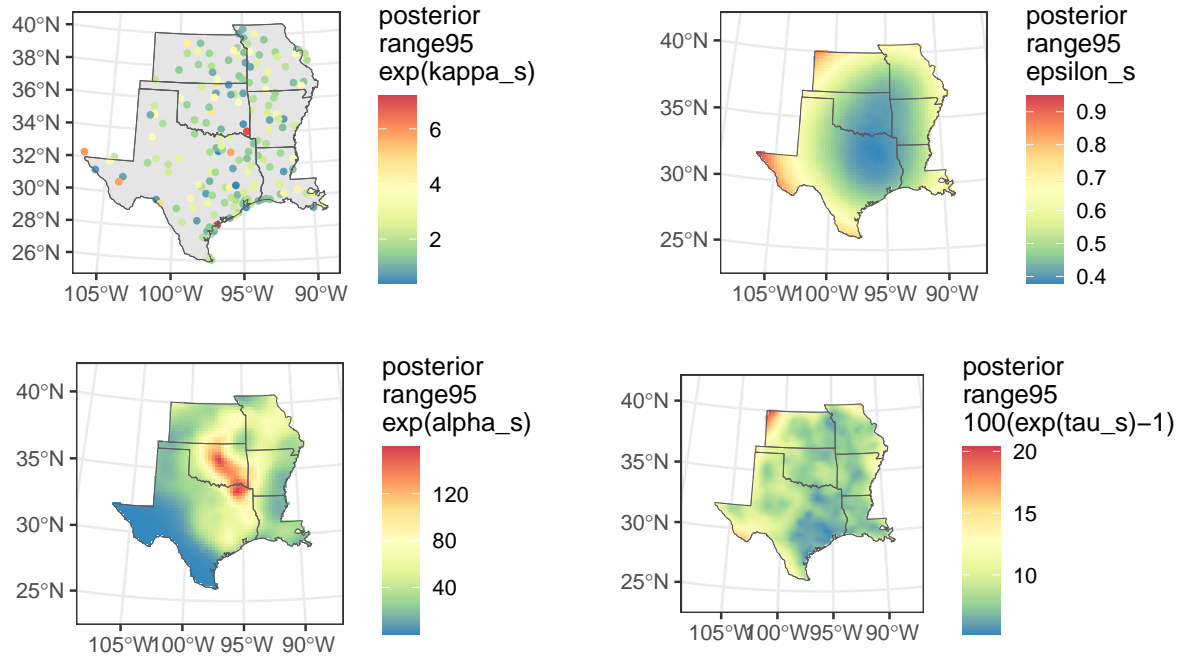 posterior
range95
exp(kappa_s)
40°N
38°N
36°N
34°N
32°N
30°N
28°N
26°N
105°W 100°W 95°W 90°W
6
4
2
posterior
range95
epsilon_s
40°N
35°N
30°N
25°N
105°W 100°W 95°W 90°W
0.9
0.8
0.7
0.6
0.5
0.4
posterior
range95
exp(alpha_s)
40°N
35°N
30°N
25°N
105°W 100°W 95°W 90°W
120
80
40
posterior
range95
100(exp(tau_s)−1)
40°N
35°N
30°N
25°N
105°W 100°W 95°W 90°W
20
15
10